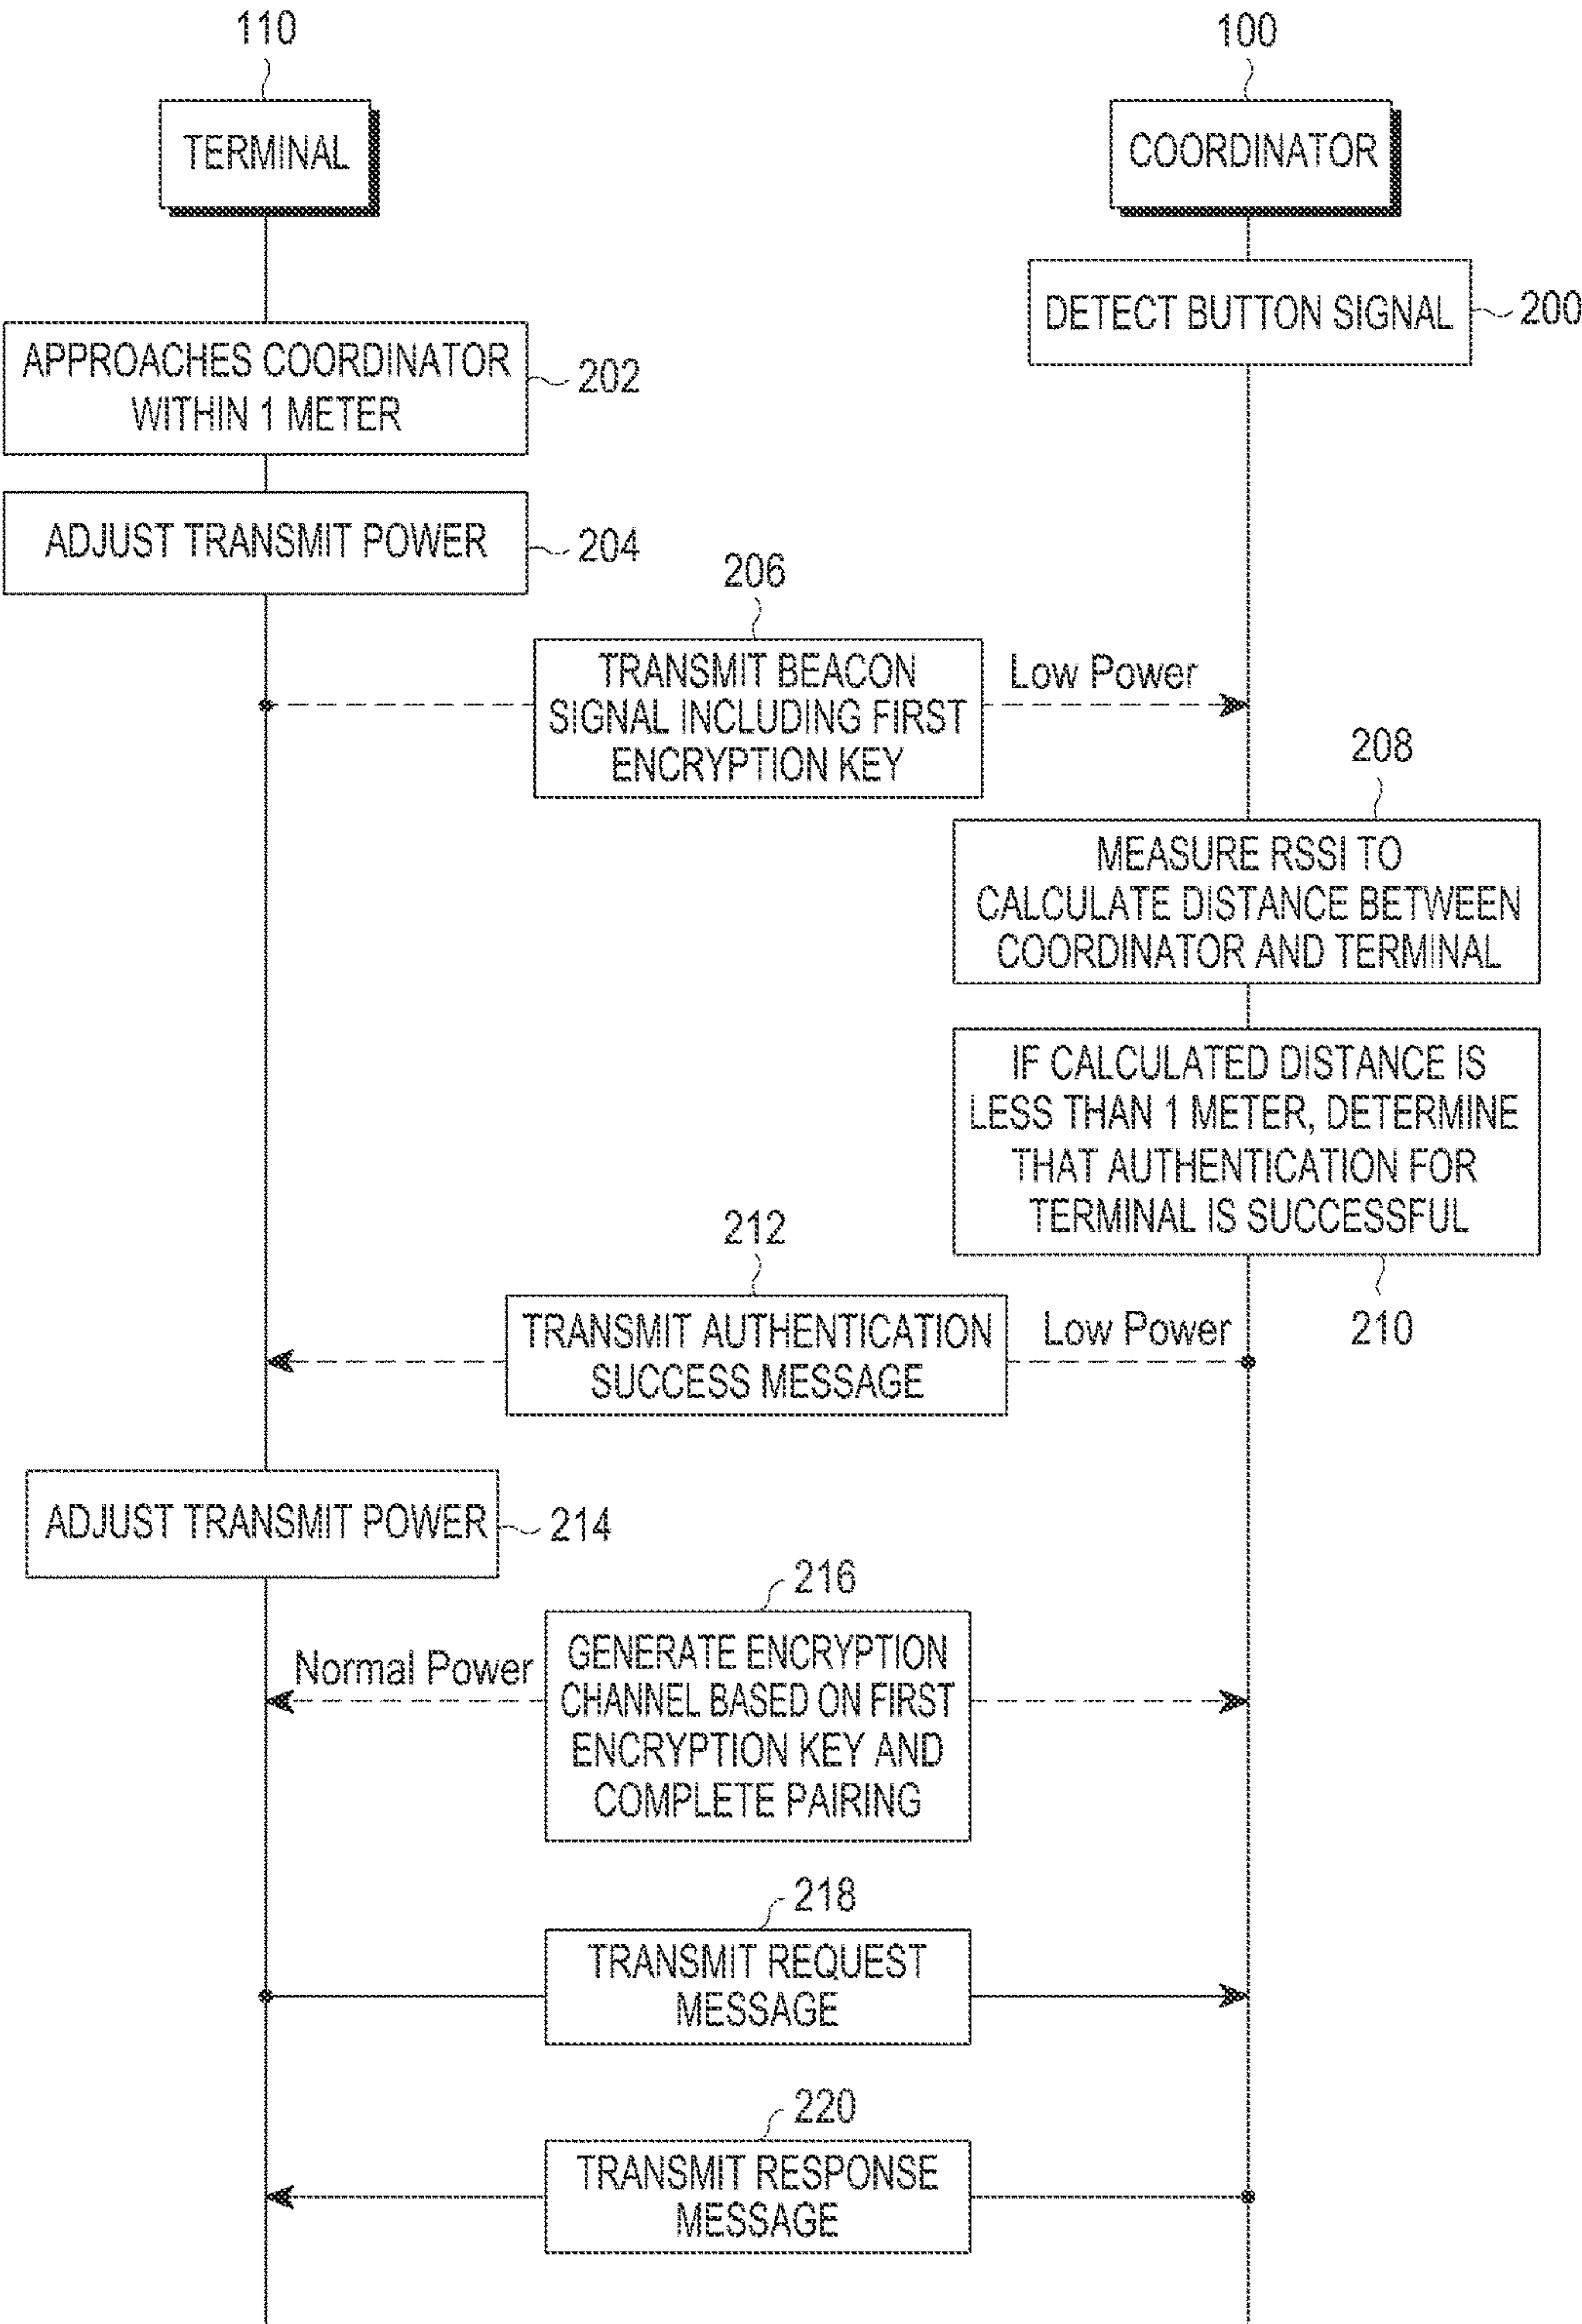 110
100
TERMINAL
COORDINATOR
DETECT BUTTON SIGNAL
200
APPROACHES COORDINATOR
WITHIN 1 METER
202
ADJUST TRANSMIT POWER
204
206
TRANSMIT BEACON
SIGNAL INCLUDING FIRST
ENCRYPTION KEY
Low Power
208
MEASURE RSSI TO
CALCULATE DISTANCE BETWEEN
COORDINATOR AND TERMINAL
IF CALCULATED DISTANCE IS
LESS THAN 1 METER, DETERMINE
THAT AUTHENTICATION FOR
TERMINAL IS SUCCESSFUL
210
212
TRANSMIT AUTHENTICATION
SUCCESS MESSAGE
Low Power
ADJUST TRANSMIT POWER
214
216
Normal Power
GENERATE ENCRYPTION
CHANNEL BASED ON FIRST
ENCRYPTION KEY AND
COMPLETE PAIRING
218
TRANSMIT REQUEST
MESSAGE
220
TRANSMIT RESPONSE
MESSAGE